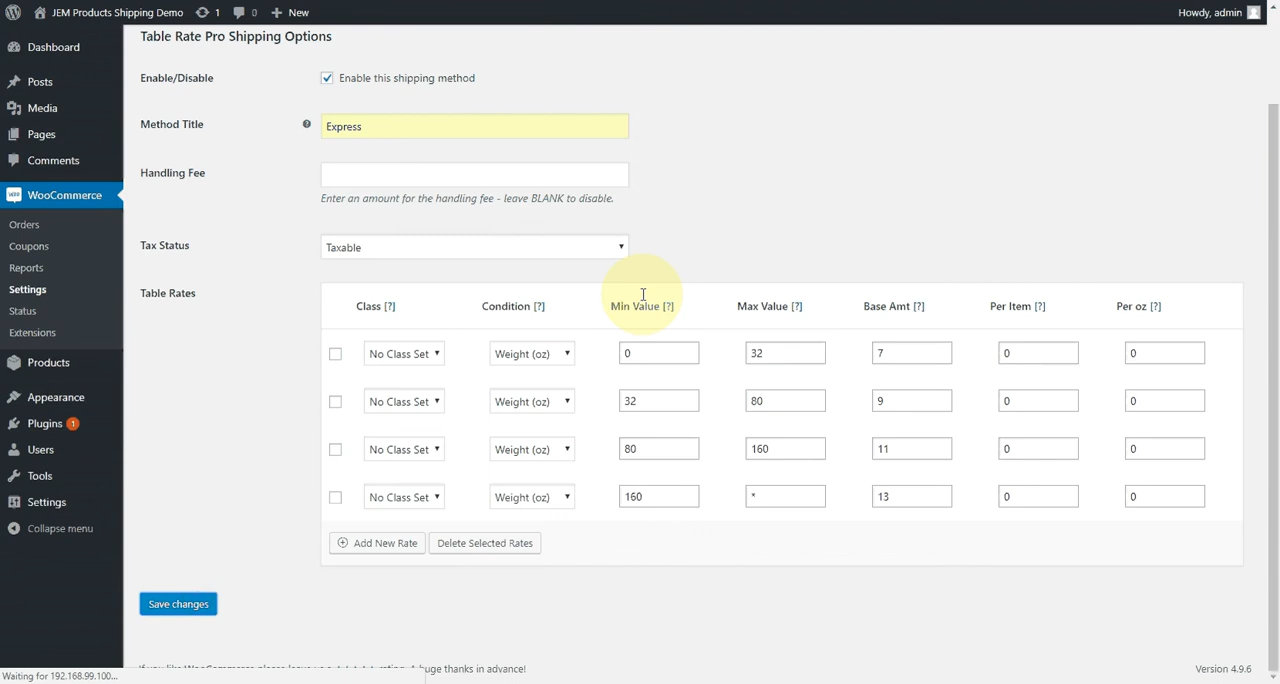 JEM Products Shipping Demo 1 0 New Howdy, admin
Dashboard
Posts
Media
Pages
Comments
WooCommerce
Orders
Coupons
Reports
Settings
Status
Extensions
Products
Appearance
Plugins 1
Users
Tools
Settings
Collapse menu
Table Rate Pro Shipping Options
Enable/Disable Enable this shipping method
Method Title Express
Handling Fee
Enter an amount for the handling fee - leave BLANK to disable.
Tax Status Taxable
Table Rates
Class [?] Condition [?] Min Value [?] Max Value [?] Base Amt [?] Per Item [?] Per oz [?]
No Class Set Weight (oz) 0 32 7 0 0
No Class Set Weight (oz) 32 80 9 0 0
No Class Set Weight (oz) 80 160 11 0 0
No Class Set Weight (oz) 160 * 13 0 0
Add New Rate Delete Selected Rates
Save changes
huge thanks in advance! Version 4.9.6
Waiting for 192.168.99.100...